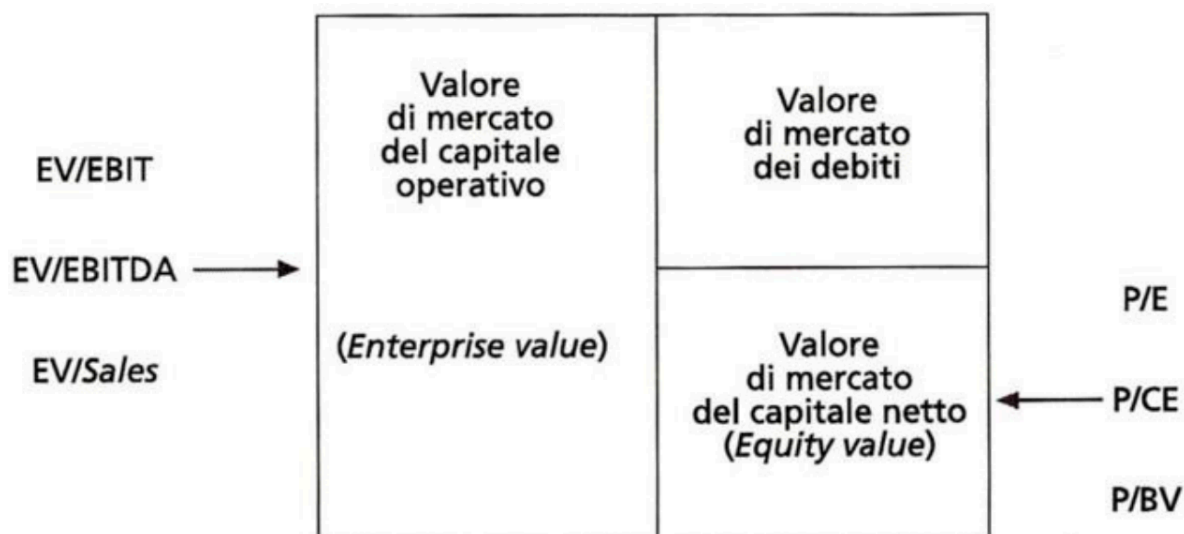 EV/EBIT
EV/EBITDA
EV/Sales
Valore
di mercato
del capitale
operativo
(Enterprise value)
Valore
di mercato
dei debiti
Valore
di mercato
del capitale netto
(Equity value)
P/E
P/CE
P/BV